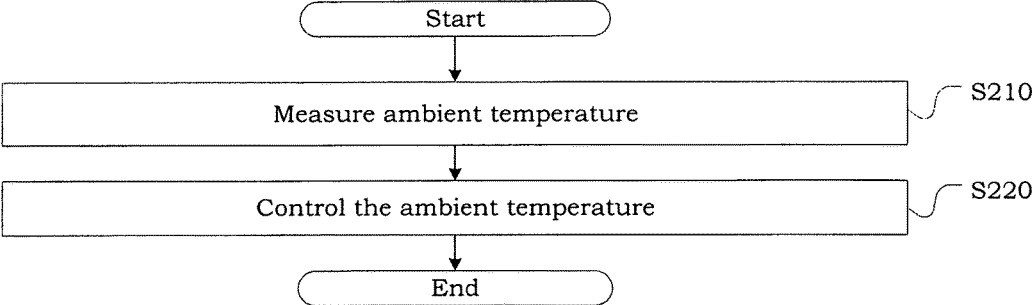 Start
Measure ambient temperature
S210
Control the ambient temperature
S220
End